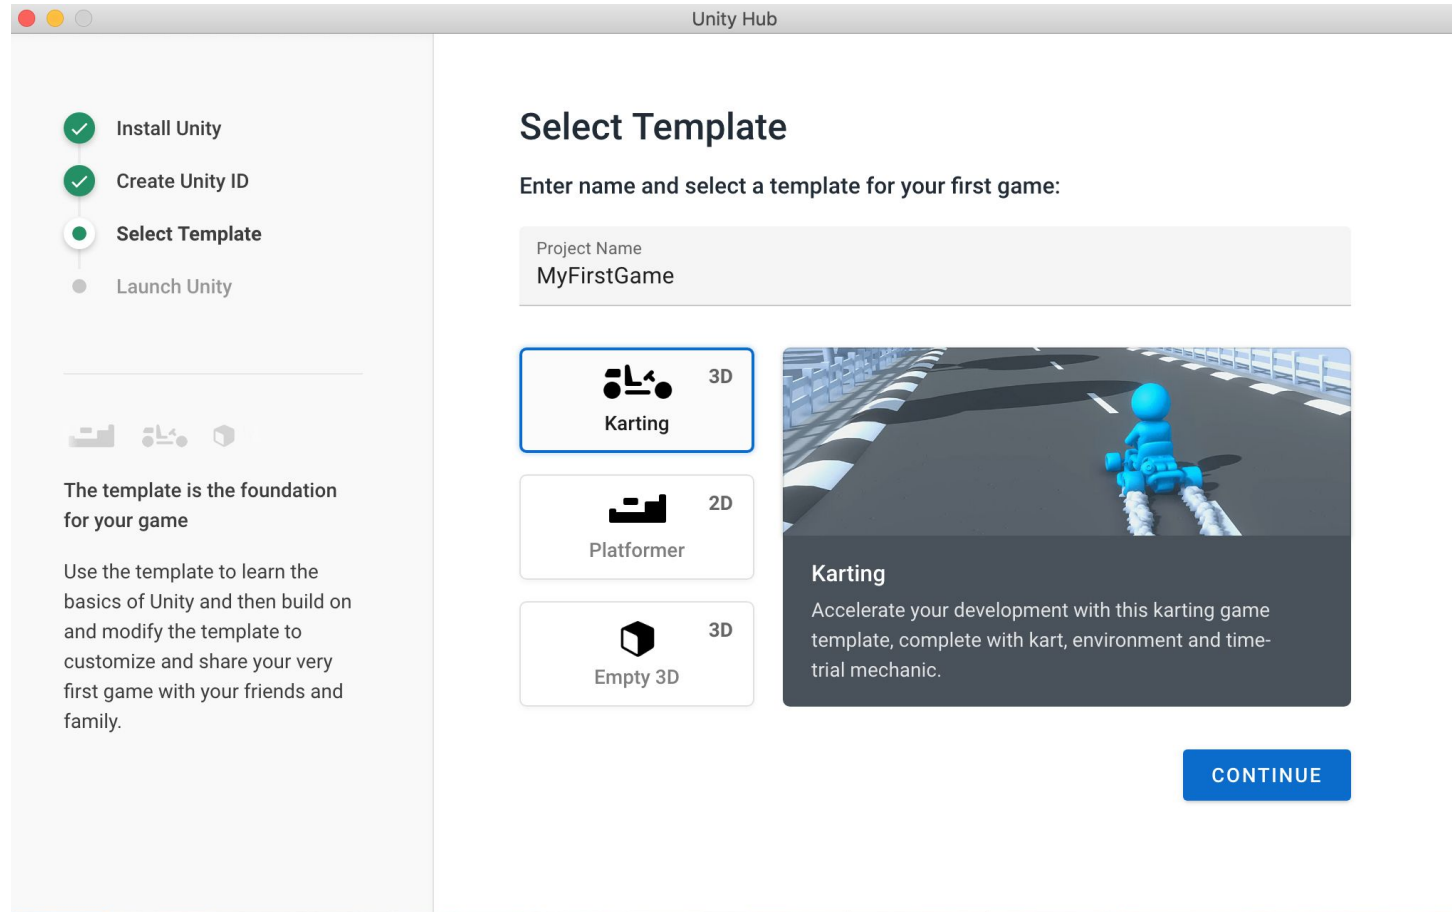 Unity Hub
Install Unity
Create Unity ID
Select Template
Launch Unity
The template is the foundation
for your game
Use the template to learn the
basics of Unity and then build on
and modify the template to
customize and share your very
first game with your friends and
family.
Select Template
Enter name and select a template for your first game:
Project Name
MyFirstGame
3D
Karting
2D
Platformer
3D
Empty 3D
Karting
Accelerate your development with this karting game
template, complete with kart, environment and time-
trial mechanic.
CONTINUE